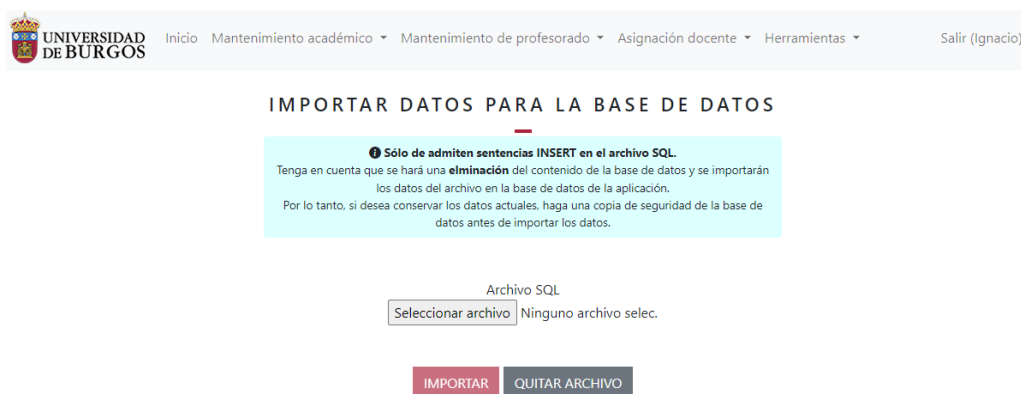 UNIVERSIDAD
DE BURGOS
Inicio Mantenimiento académico Mantenimiento de profesorado Asignación docente Herramientas Salir (Ignacio)
IMPORTAR DATOS PARA LA BASE DE DATOS
Sólo de admiten sentencias INSERT en el archivo SQL.
Tenga en cuenta que se hará una elminación del contenido de la base de datos y se importarán
los datos del archivo en la base de datos de la aplicación.
Por lo tanto, si desea conservar los datos actuales, haga una copia de seguridad de la base de
datos antes de importar los datos.
Archivo SQL
Seleccionar archivo Ninguno archivo selec.
IMPORTAR QUITAR ARCHIVO